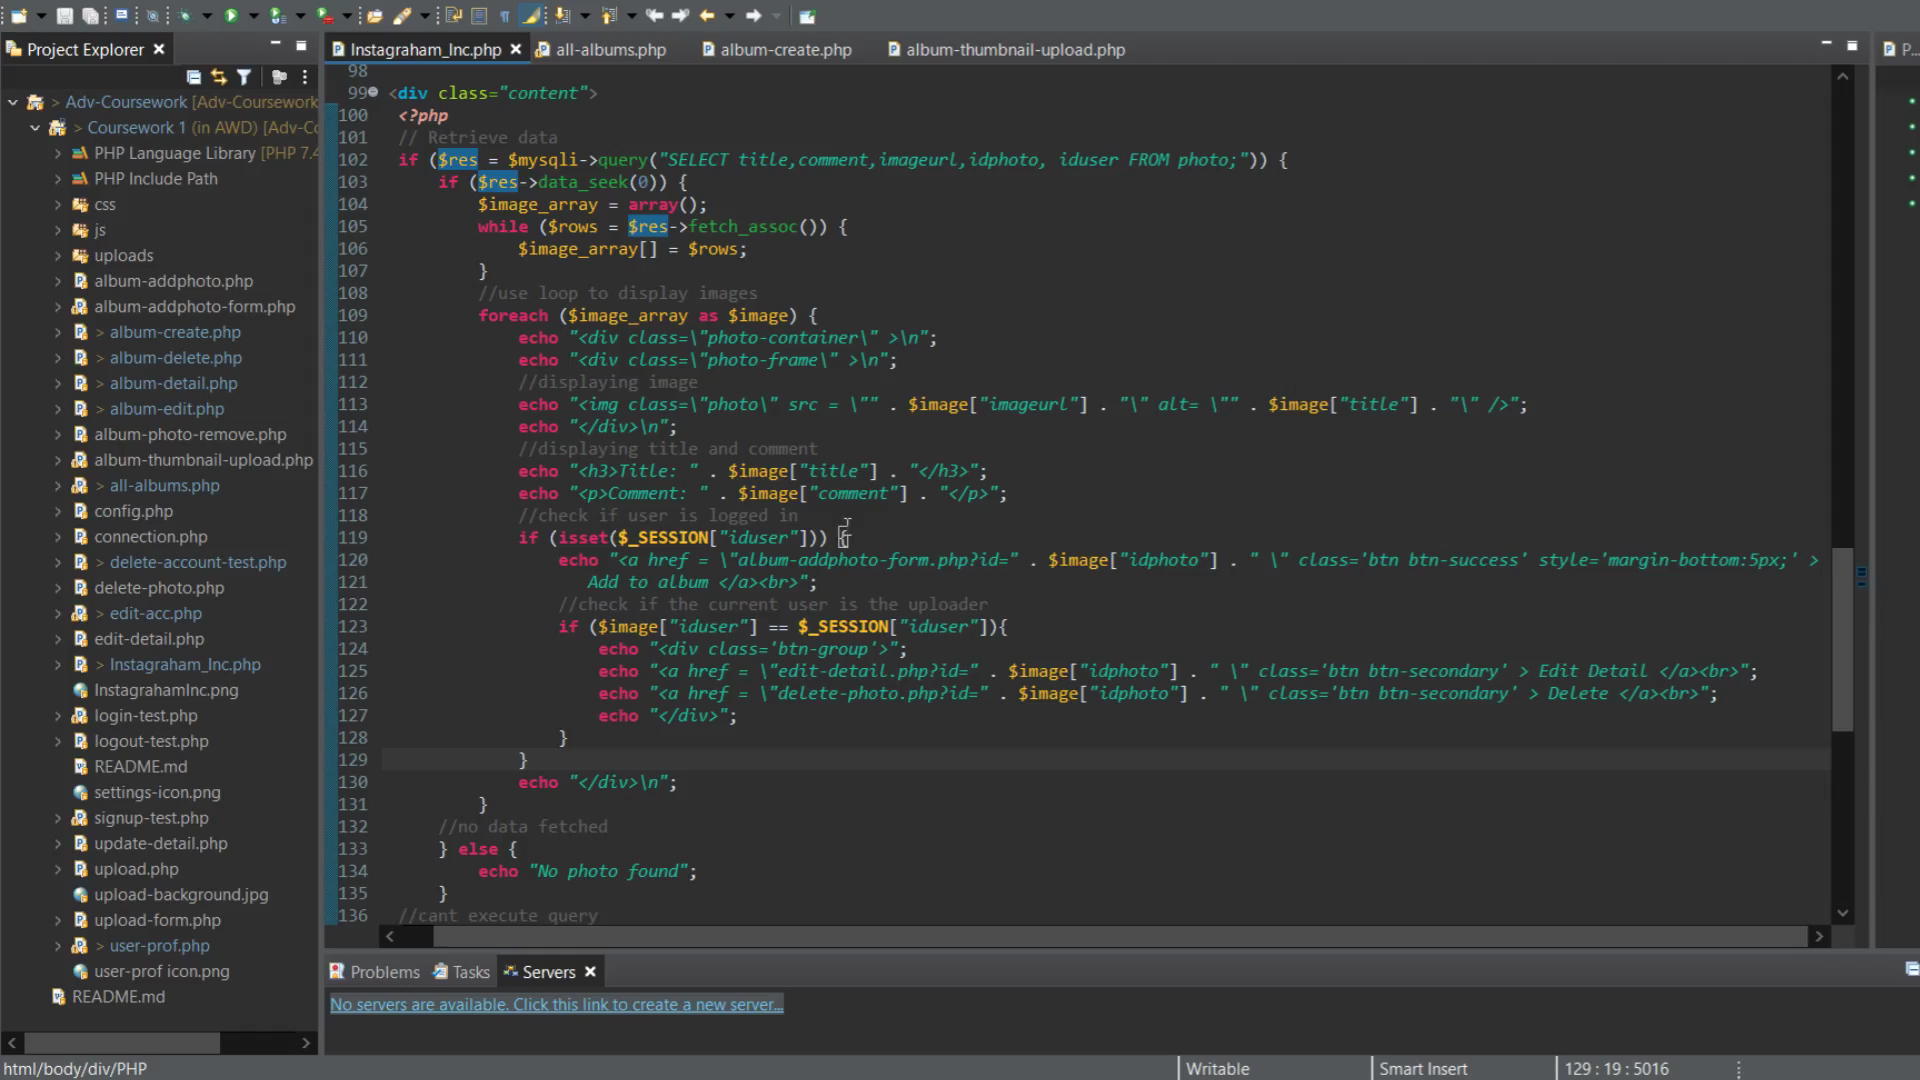 Project Explorer
> Adv-Coursework [Adv-Coursework
> Coursework 1 (in AWD) [Adv-Co
PHP Language Library [PHP 7.4
PHP Include Path
css
js
uploads
album-addphoto.php
album-addphoto-form.php
> album-create.php
> album-delete.php
> album-detail.php
> album-edit.php
album-photo-remove.php
album-thumbnail-upload.php
> all-albums.php
config.php
connection.php
> delete-account-test.php
delete-photo.php
> edit-acc.php
edit-detail.php
> Instagraham_Inc.php
InstagrahamInc.png
login-test.php
logout-test.php
README.md
settings-icon.png
signup-test.php
update-detail.php
upload.php
upload-background.jpg
upload-form.php
> user-prof.php
user-prof icon.png
README.md
Instagraham_Inc.php all-albums.php album-create.php album-thumbnail-upload.php P...
98
99 <div class="content">
100 <?php
101 // Retrieve data
102 if ($res = $mysqli->query("SELECT title,comment,imageurl,idphoto, iduser FROM photo;")) {
103 if ($res->data_seek(0)) {
104 $image_array = array();
105 while ($rows = $res->fetch_assoc()) {
106 $image_array[] = $rows;
107 }
108 //use loop to display images
109 foreach ($image_array as $image) {
110 echo "<div class=\"photo-container\" >\n";
111 echo "<div class=\"photo-frame\" >\n";
112 //displaying image
113 echo "<img class=\"photo\" src = \"" . $image["imageurl"] . "\" alt= \"" . $image["title"] . "\" />";
114 echo "</div>\n";
115 //displaying title and comment
116 echo "<h3>Title: " . $image["title"] . "</h3>";
117 echo "<p>Comment: " . $image["comment"] . "</p>";
118 //check if user is logged in
119 if (isset($_SESSION["iduser"])) {
120 echo "<a href = \"album-addphoto-form.php?id=" . $image["idphoto"] . " \" class='btn btn-success' style='margin-bottom:5px;' >
121 Add to album </a><br>";
122 //check if the current user is the uploader
123 if ($image["iduser"] == $_SESSION["iduser"]){
124 echo "<div class='btn-group'>";
125 echo "<a href = \"edit-detail.php?id=" . $image["idphoto"] . " \" class='btn btn-secondary' > Edit Detail </a><br>";
126 echo "<a href = \"delete-photo.php?id=" . $image["idphoto"] . " \" class='btn btn-secondary' > Delete </a><br>";
127 echo "</div>";
128 }
129 }
130 echo "</div>\n";
131 }
132 //no data fetched
133 } else {
134 echo "No photo found";
135 }
136 //cant execute query
Problems Tasks Servers
No servers are available. Click this link to create a new server...
html/body/div/PHP Writable Smart Insert 129 : 19 : 5016